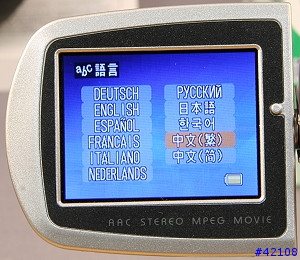 abc 語言
DEUTSCH
ENGLISH
ESPAÑOL
FRANCAIS
ITALIANO
NEDERLANDS
РУССКИЙ
日本語
한국어
中文(繁)
中文(简)
AAC STEREO MPEG MOVIE
#42108